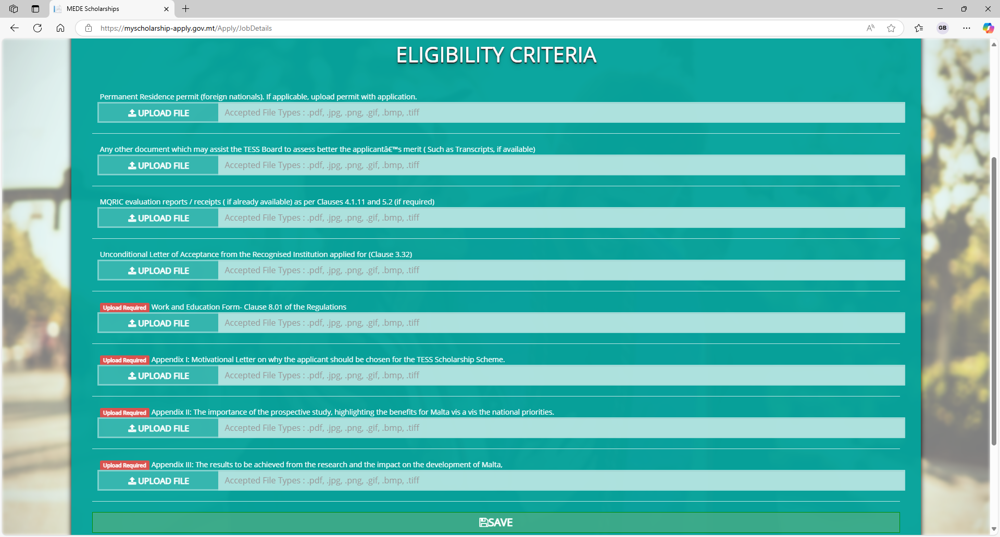 MEDE Scholarships
https://myscholarship-apply.gov.mt/Apply/JobDetails
GB
ELIGIBILITY CRITERIA
Permanent Residence permit (foreign nationals). If applicable, upload permit with application.
UPLOAD FILE Accepted File Types : .pdf, .jpg, .png, .gif, .bmp, .tiff
Any other document which may assist the TESS Board to assess better the applicantâ€™s merit ( Such as Transcripts, if available)
UPLOAD FILE Accepted File Types : .pdf, .jpg, .png, .gif, .bmp, .tiff
MQRIC evaluation reports / receipts ( if already available) as per Clauses 4.1.11 and 5.2 (if required)
UPLOAD FILE Accepted File Types : .pdf, .jpg, .png, .gif, .bmp, .tiff
Unconditional Letter of Acceptance from the Recognised Institution applied for (Clause 3.32)
UPLOAD FILE Accepted File Types : .pdf, .jpg, .png, .gif, .bmp, .tiff
Upload Required Work and Education Form- Clause 8.01 of the Regulations
UPLOAD FILE Accepted File Types : .pdf, .jpg, .png, .gif, .bmp, .tiff
Upload Required Appendix I: Motivational Letter on why the applicant should be chosen for the TESS Scholarship Scheme.
UPLOAD FILE Accepted File Types : .pdf, .jpg, .png, .gif, .bmp, .tiff
Upload Required Appendix II: The importance of the prospective study, highlighting the benefits for Malta vis a vis the national priorities.
UPLOAD FILE Accepted File Types : .pdf, .jpg, .png, .gif, .bmp, .tiff
Upload Required Appendix III: The results to be achieved from the research and the impact on the development of Malta,
UPLOAD FILE Accepted File Types : .pdf, .jpg, .png, .gif, .bmp, .tiff
SAVE